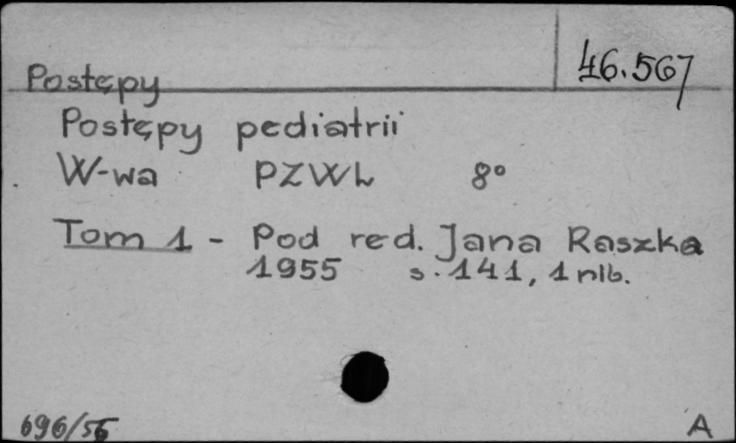 46.567
Postępy
Postępy pediatrii
W-wa PZWL 8°
Tom 1 - Pod red. Jana Raszka
1955 s. 141, 1 nlb.
696/56 A